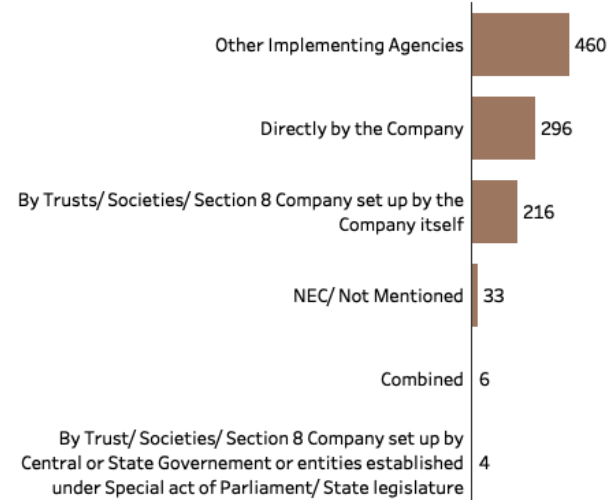 Other Implementing Agencies 460
Directly by the Company 296
By Trusts/ Societies/ Section 8 Company set up by the
Company itself 216
NEC/ Not Mentioned 33
Combined 6
By Trust/ Societies/ Section 8 Company set up by
Central or State Governement or entities established
under Special act of Parliament/ State legislature 4